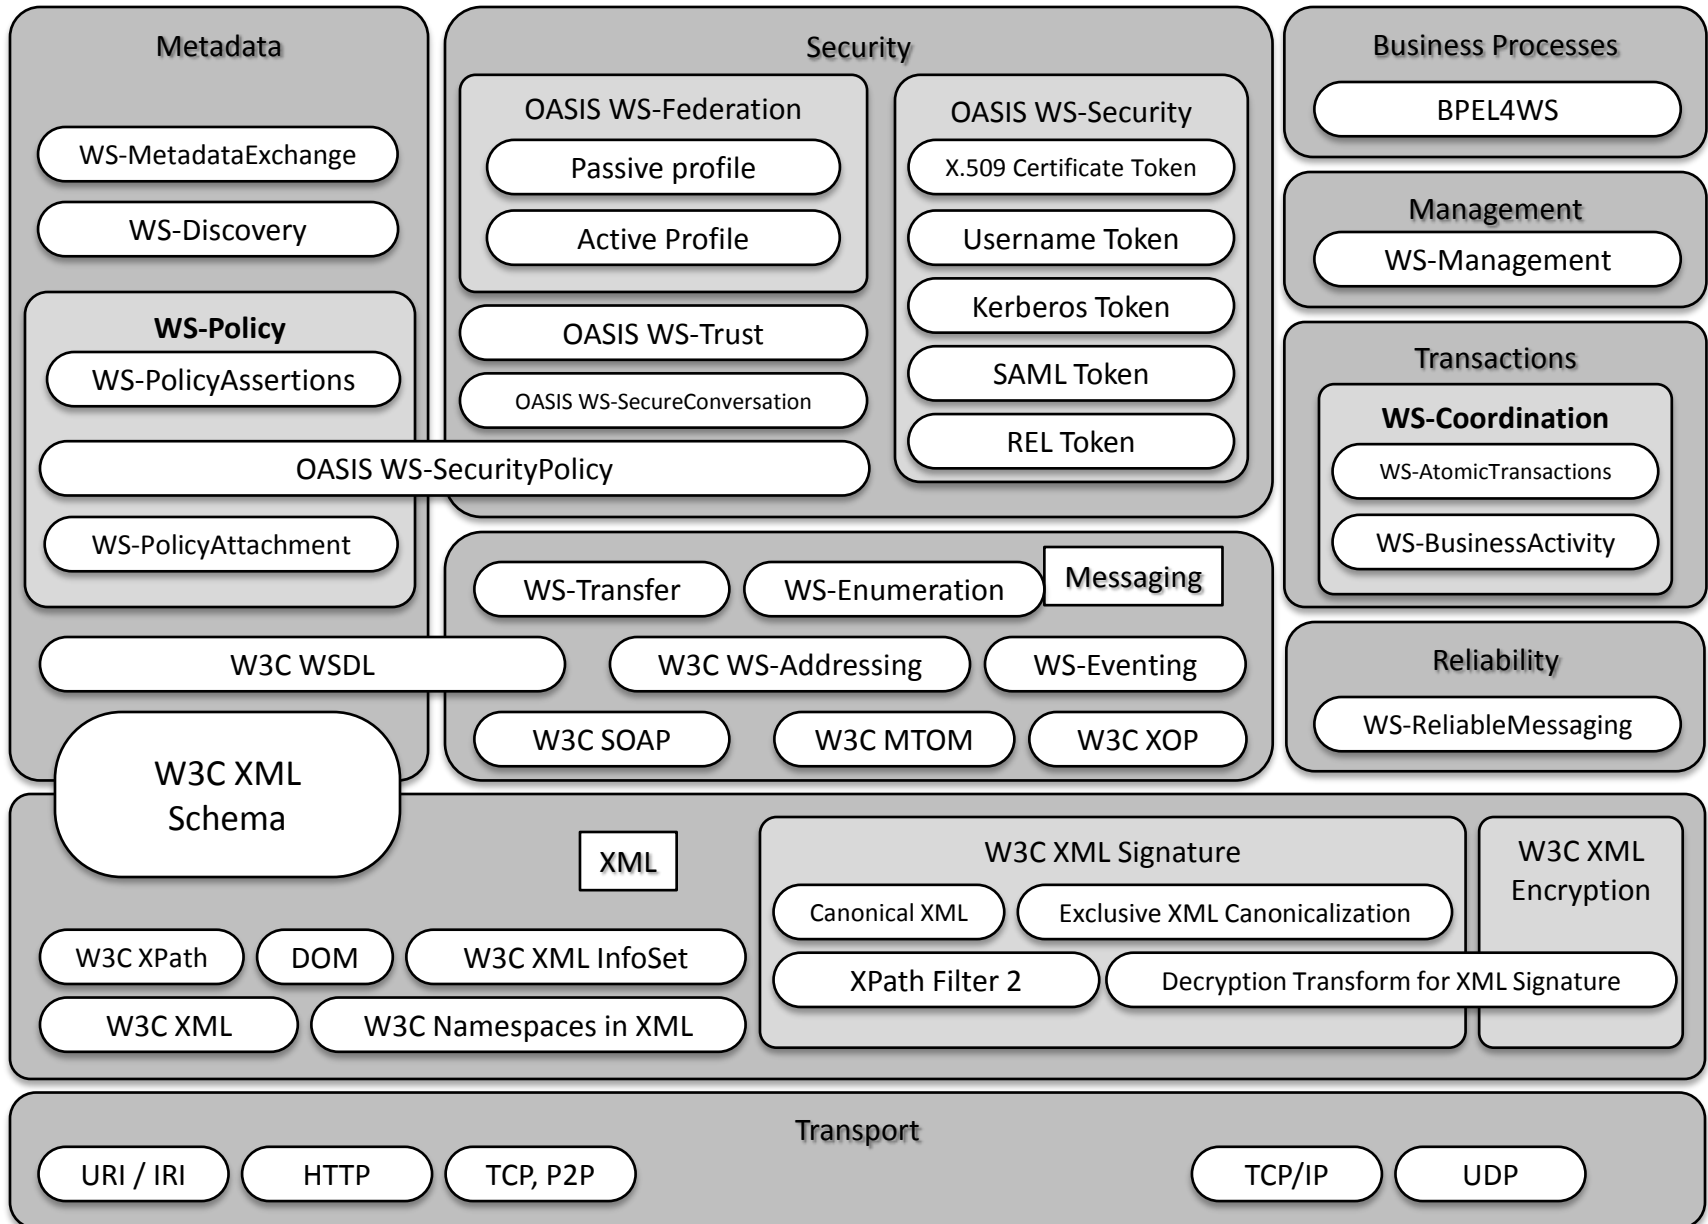 Metadata
WS-MetadataExchange
WS-Discovery
WS-Policy
WS-PolicyAssertions
OASIS WS-SecurityPolicy
WS-PolicyAttachment
W3C WSDL
W3C XML
Schema
Security
OASIS WS-Federation
Passive profile
Active Profile
OASIS WS-Trust
OASIS WS-SecureConversation
OASIS WS-Security
X.509 Certificate Token
Username Token
Kerberos Token
SAML Token
REL Token
Messaging
WS-Transfer
WS-Enumeration
W3C WS-Addressing
WS-Eventing
W3C SOAP
W3C MTOM
W3C XOP
Business Processes
BPEL4WS
Management
WS-Management
Transactions
WS-Coordination
WS-AtomicTransactions
WS-BusinessActivity
Reliability
WS-ReliableMessaging
XML
W3C XPath
DOM
W3C XML InfoSet
W3C XML
W3C Namespaces in XML
W3C XML Signature
Canonical XML
Exclusive XML Canonicalization
XPath Filter 2
Decryption Transform for XML Signature
W3C XML
Encryption
Transport
URI / IRI
HTTP
TCP, P2P
TCP/IP
UDP